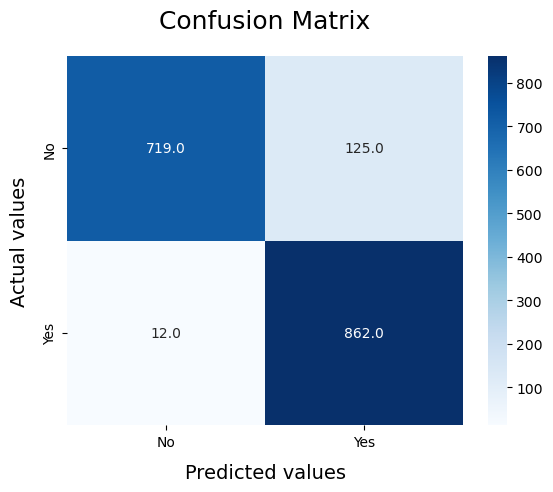 Confusion Matrix
Actual values
No
719.0
125.0
Yes
12.0
862.0
No
Yes
Predicted values
800
700
600
500
400
300
200
100